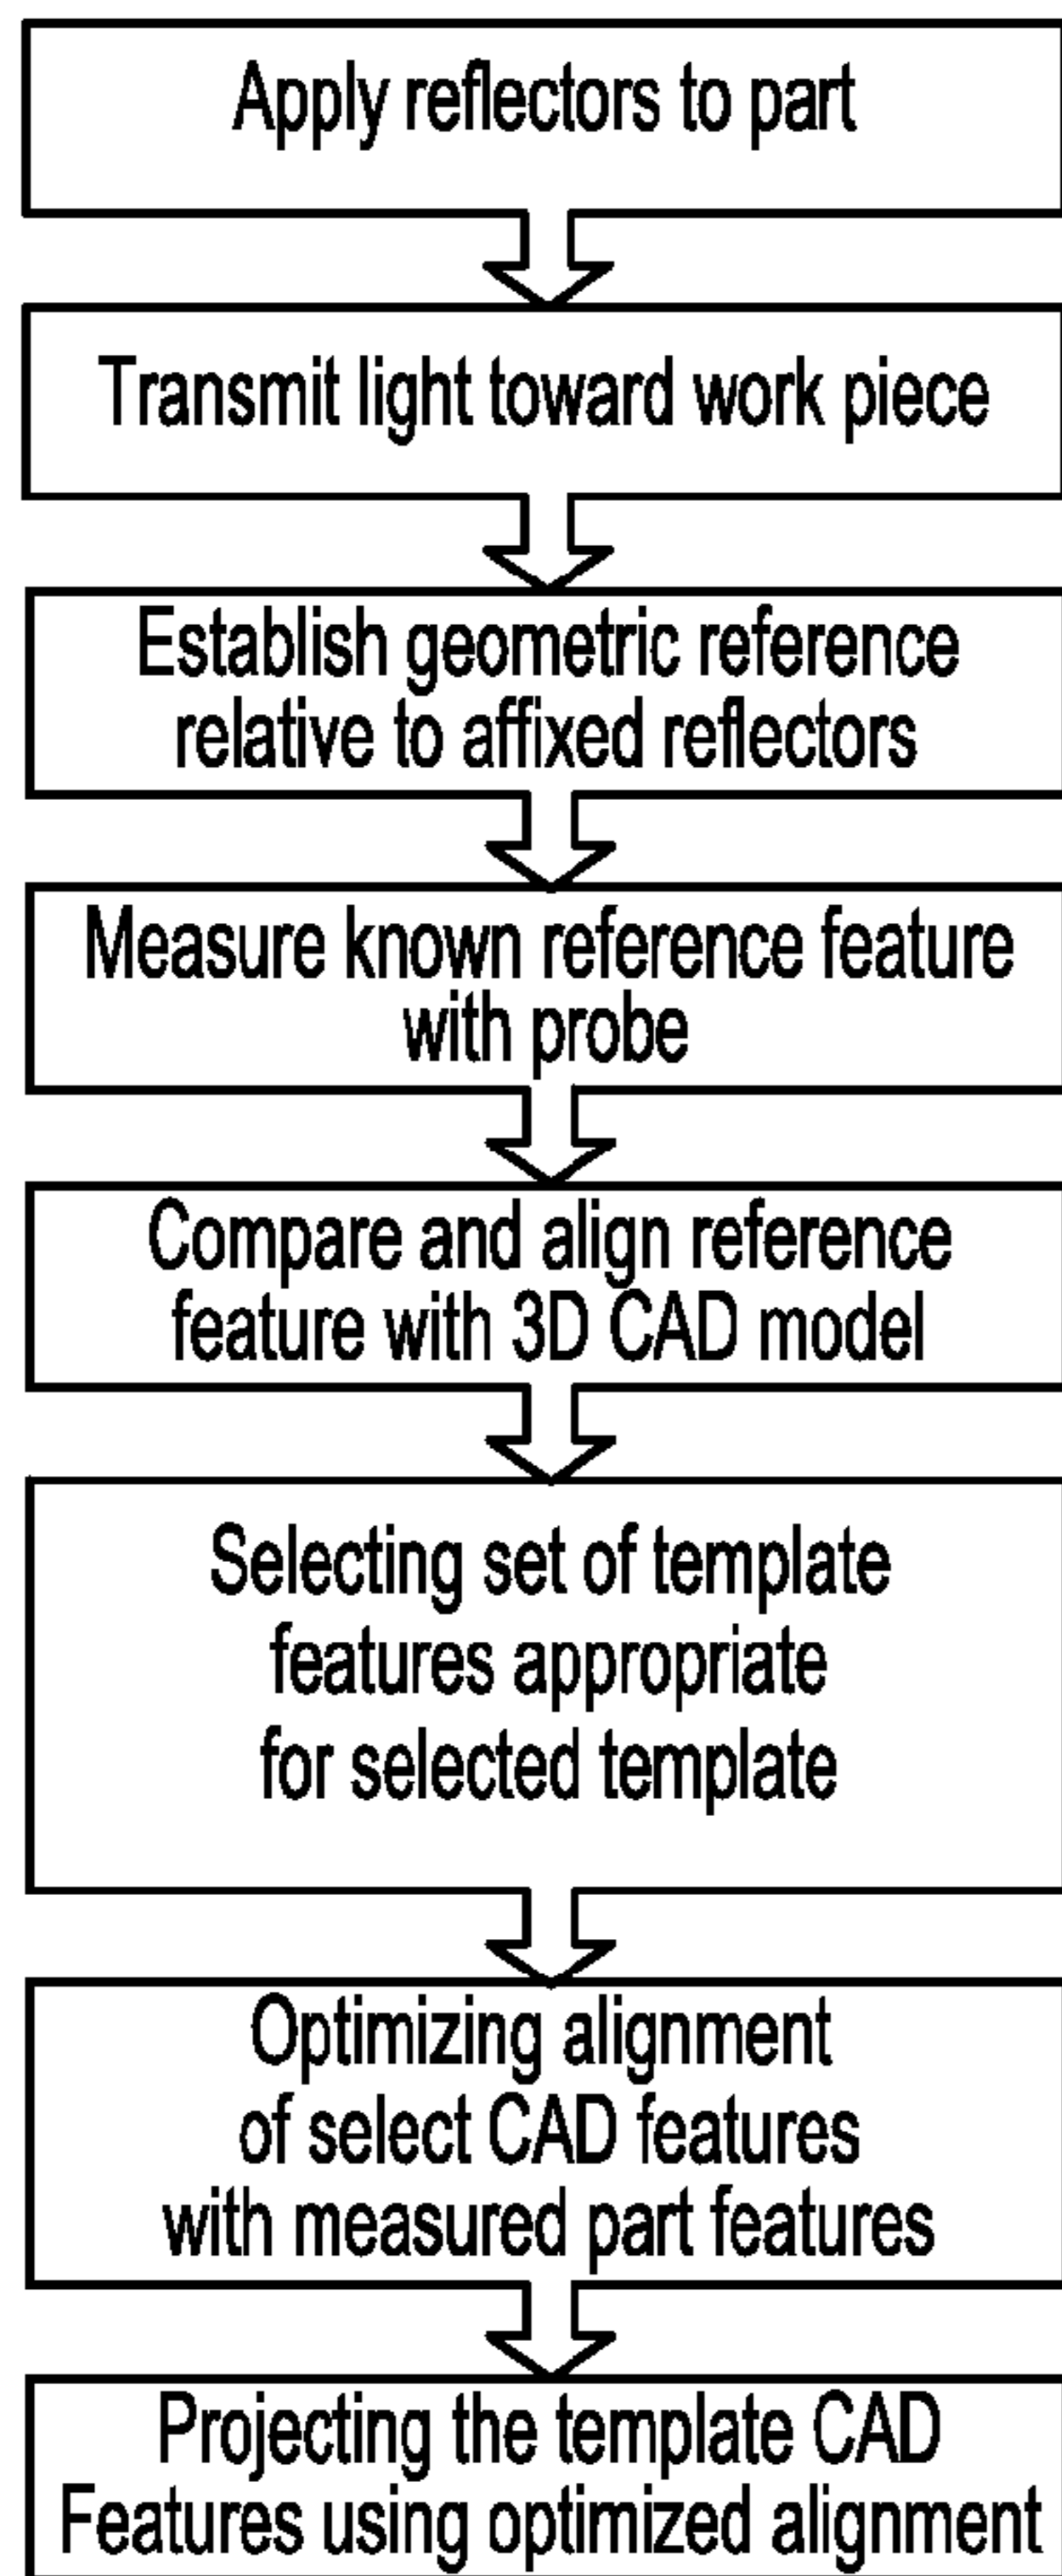 Apply reflectors to part
Transmit light toward work piece
Establish geometric reference
relative to affixed reflectors
Measure known reference feature
with probe
Compare and align reference
feature with 3D CAD model
Selecting set of template
features appropriate
for selected template
Optimizing alignment
of select CAD features
with measured part features
Projecting the template CAD
Features using optimized alignment